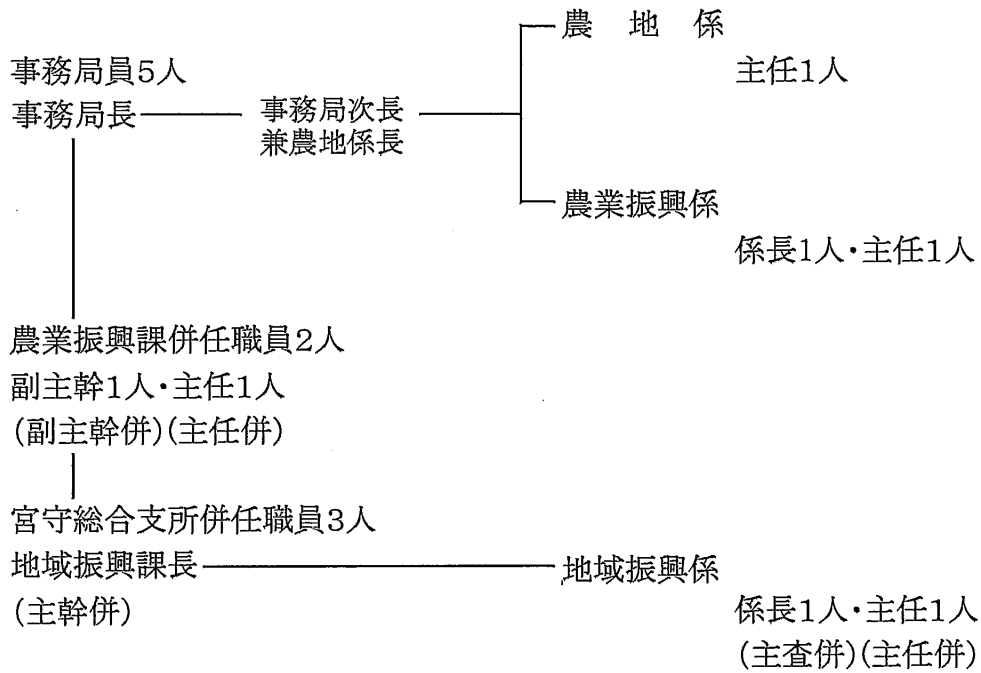 農　地　係
主任1人
事務局員5人
事務局長
事務局次長
兼農地係長
農業振興係
係長1人・主任1人
農業振興課併任職員2人
副主幹1人・主任1人
(副主幹併)(主任併)
宮守総合支所併任職員3人
地域振興課長
(主幹併)
地域振興係
係長1人・主任1人
(主査併)(主任併)